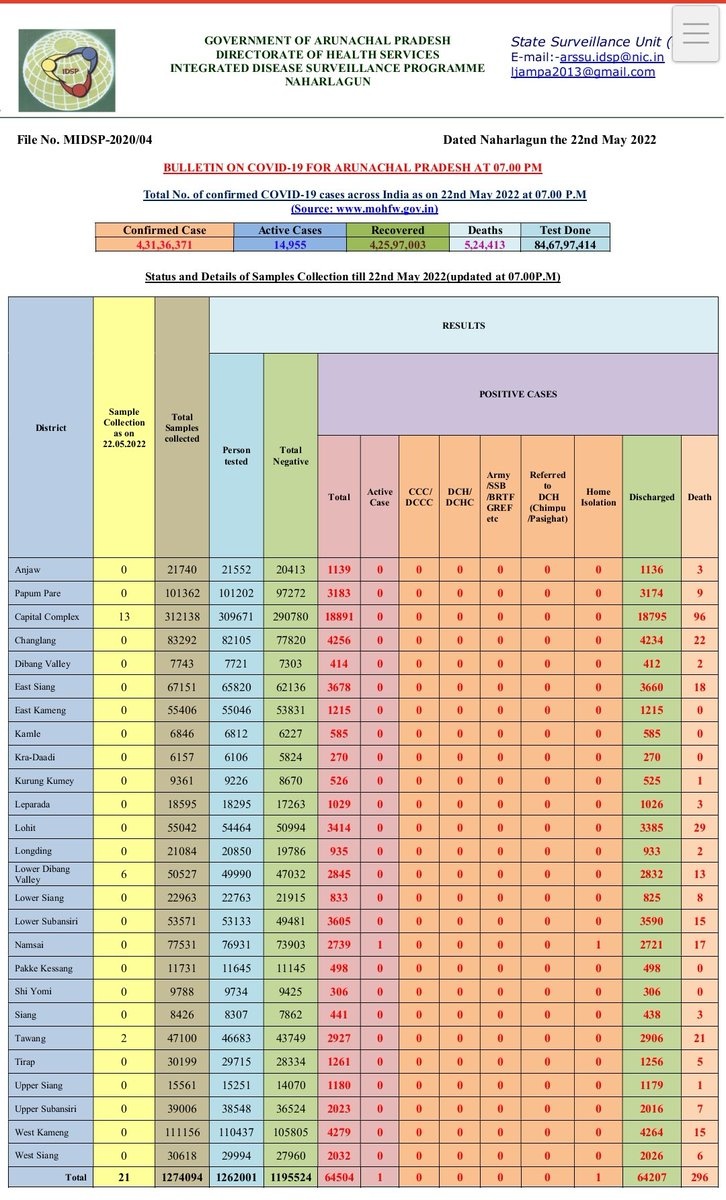 IDSP
GOVERNMENT OF ARUNACHAL PRADESH
DIRECTORATE OF HEALTH SERVICES
INTEGRATED DISEASE SURVEILLANCE PROGRAMME
NAHARLAGUN
State Surveillance Unit (
E-mail:-arssu.idsp@nic.in
ljampa2013@gmail.com
File No. MIDSP-2020/04 Dated Naharlagun the 22nd May 2022
BULLETIN ON COVID-19 FOR ARUNACHAL PRADESH AT 07.00 PM
Total No. of confirmed COVID-19 cases across India as on 22nd May 2022 at 07.00 P.M
(Source: www.mohfw.gov.in)
Confirmed Case Active Cases Recovered Deaths Test Done
4,31,36,371 14,955 4,25,97,003 5,24,413 84,67,97,414
Status and Details of Samples Collection till 22nd May 2022(updated at 07.00P.M)
District
Sample
Collection
as on
22.05.2022
Total
Samples
collected
RESULTS
Person
tested
Total
Negative
POSITIVE CASES
Total
Active
Case
CCC/
DCCC
DCH/
DCHC
Army
/SSB
/BRTF
GREF
etc
Referred
to
DCH
(Chimpu
/Pasighat)
Home
Isolation
Discharged
Death
Anjaw 0 21740 21552 20413 1139 0 0 0 0 0 0 1136 3
Papum Pare 0 101362 101202 97272 3183 0 0 0 0 0 0 3174 9
Capital Complex 13 312138 309671 290780 18891 0 0 0 0 0 0 18795 96
Changlang 0 83292 82105 77820 4256 0 0 0 0 0 0 4234 22
Dibang Valley 0 7743 7721 7303 414 0 0 0 0 0 0 412 2
East Siang 0 67151 65820 62136 3678 0 0 0 0 0 0 3660 18
East Kameng 0 55406 55046 53831 1215 0 0 0 0 0 0 1215 0
Kamle 0 6846 6812 6227 585 0 0 0 0 0 0 585 0
Kra-Daadi 0 6157 6106 5824 270 0 0 0 0 0 0 270 0
Kurung Kumey 0 9361 9226 8670 526 0 0 0 0 0 0 525 1
Leparada 0 18595 18295 17263 1029 0 0 0 0 0 0 1026 3
Lohit 0 55042 54464 50994 3414 0 0 0 0 0 0 3385 29
Longding 0 21084 20850 19786 935 0 0 0 0 0 0 933 2
Lower Dibang
Valley 6 50527 49990 47032 2845 0 0 0 0 0 0 2832 13
Lower Siang 0 22963 22763 21915 833 0 0 0 0 0 0 825 8
Lower Subansiri 0 53571 53133 49481 3605 0 0 0 0 0 0 3590 15
Namsai 0 77531 76931 73903 2739 1 0 0 0 0 1 2721 17
Pakke Kessang 0 11731 11645 11145 498 0 0 0 0 0 0 498 0
Shi Yomi 0 9788 9734 9425 306 0 0 0 0 0 0 306 0
Siang 0 8426 8307 7862 441 0 0 0 0 0 0 438 3
Tawang 2 47100 46683 43749 2927 0 0 0 0 0 0 2906 21
Tirap 0 30199 29715 28334 1261 0 0 0 0 0 0 1256 5
Upper Siang 0 15561 15251 14070 1180 0 0 0 0 0 0 1179 1
Upper Subansiri 0 39006 38548 36524 2023 0 0 0 0 0 0 2016 7
West Kameng 0 111156 110437 105805 4279 0 0 0 0 0 0 4264 15
West Siang 0 30618 29994 27960 2032 0 0 0 0 0 0 2026 6
Total 21 1274094 1262001 1195524 64504 1 0 0 0 0 1 64207 296